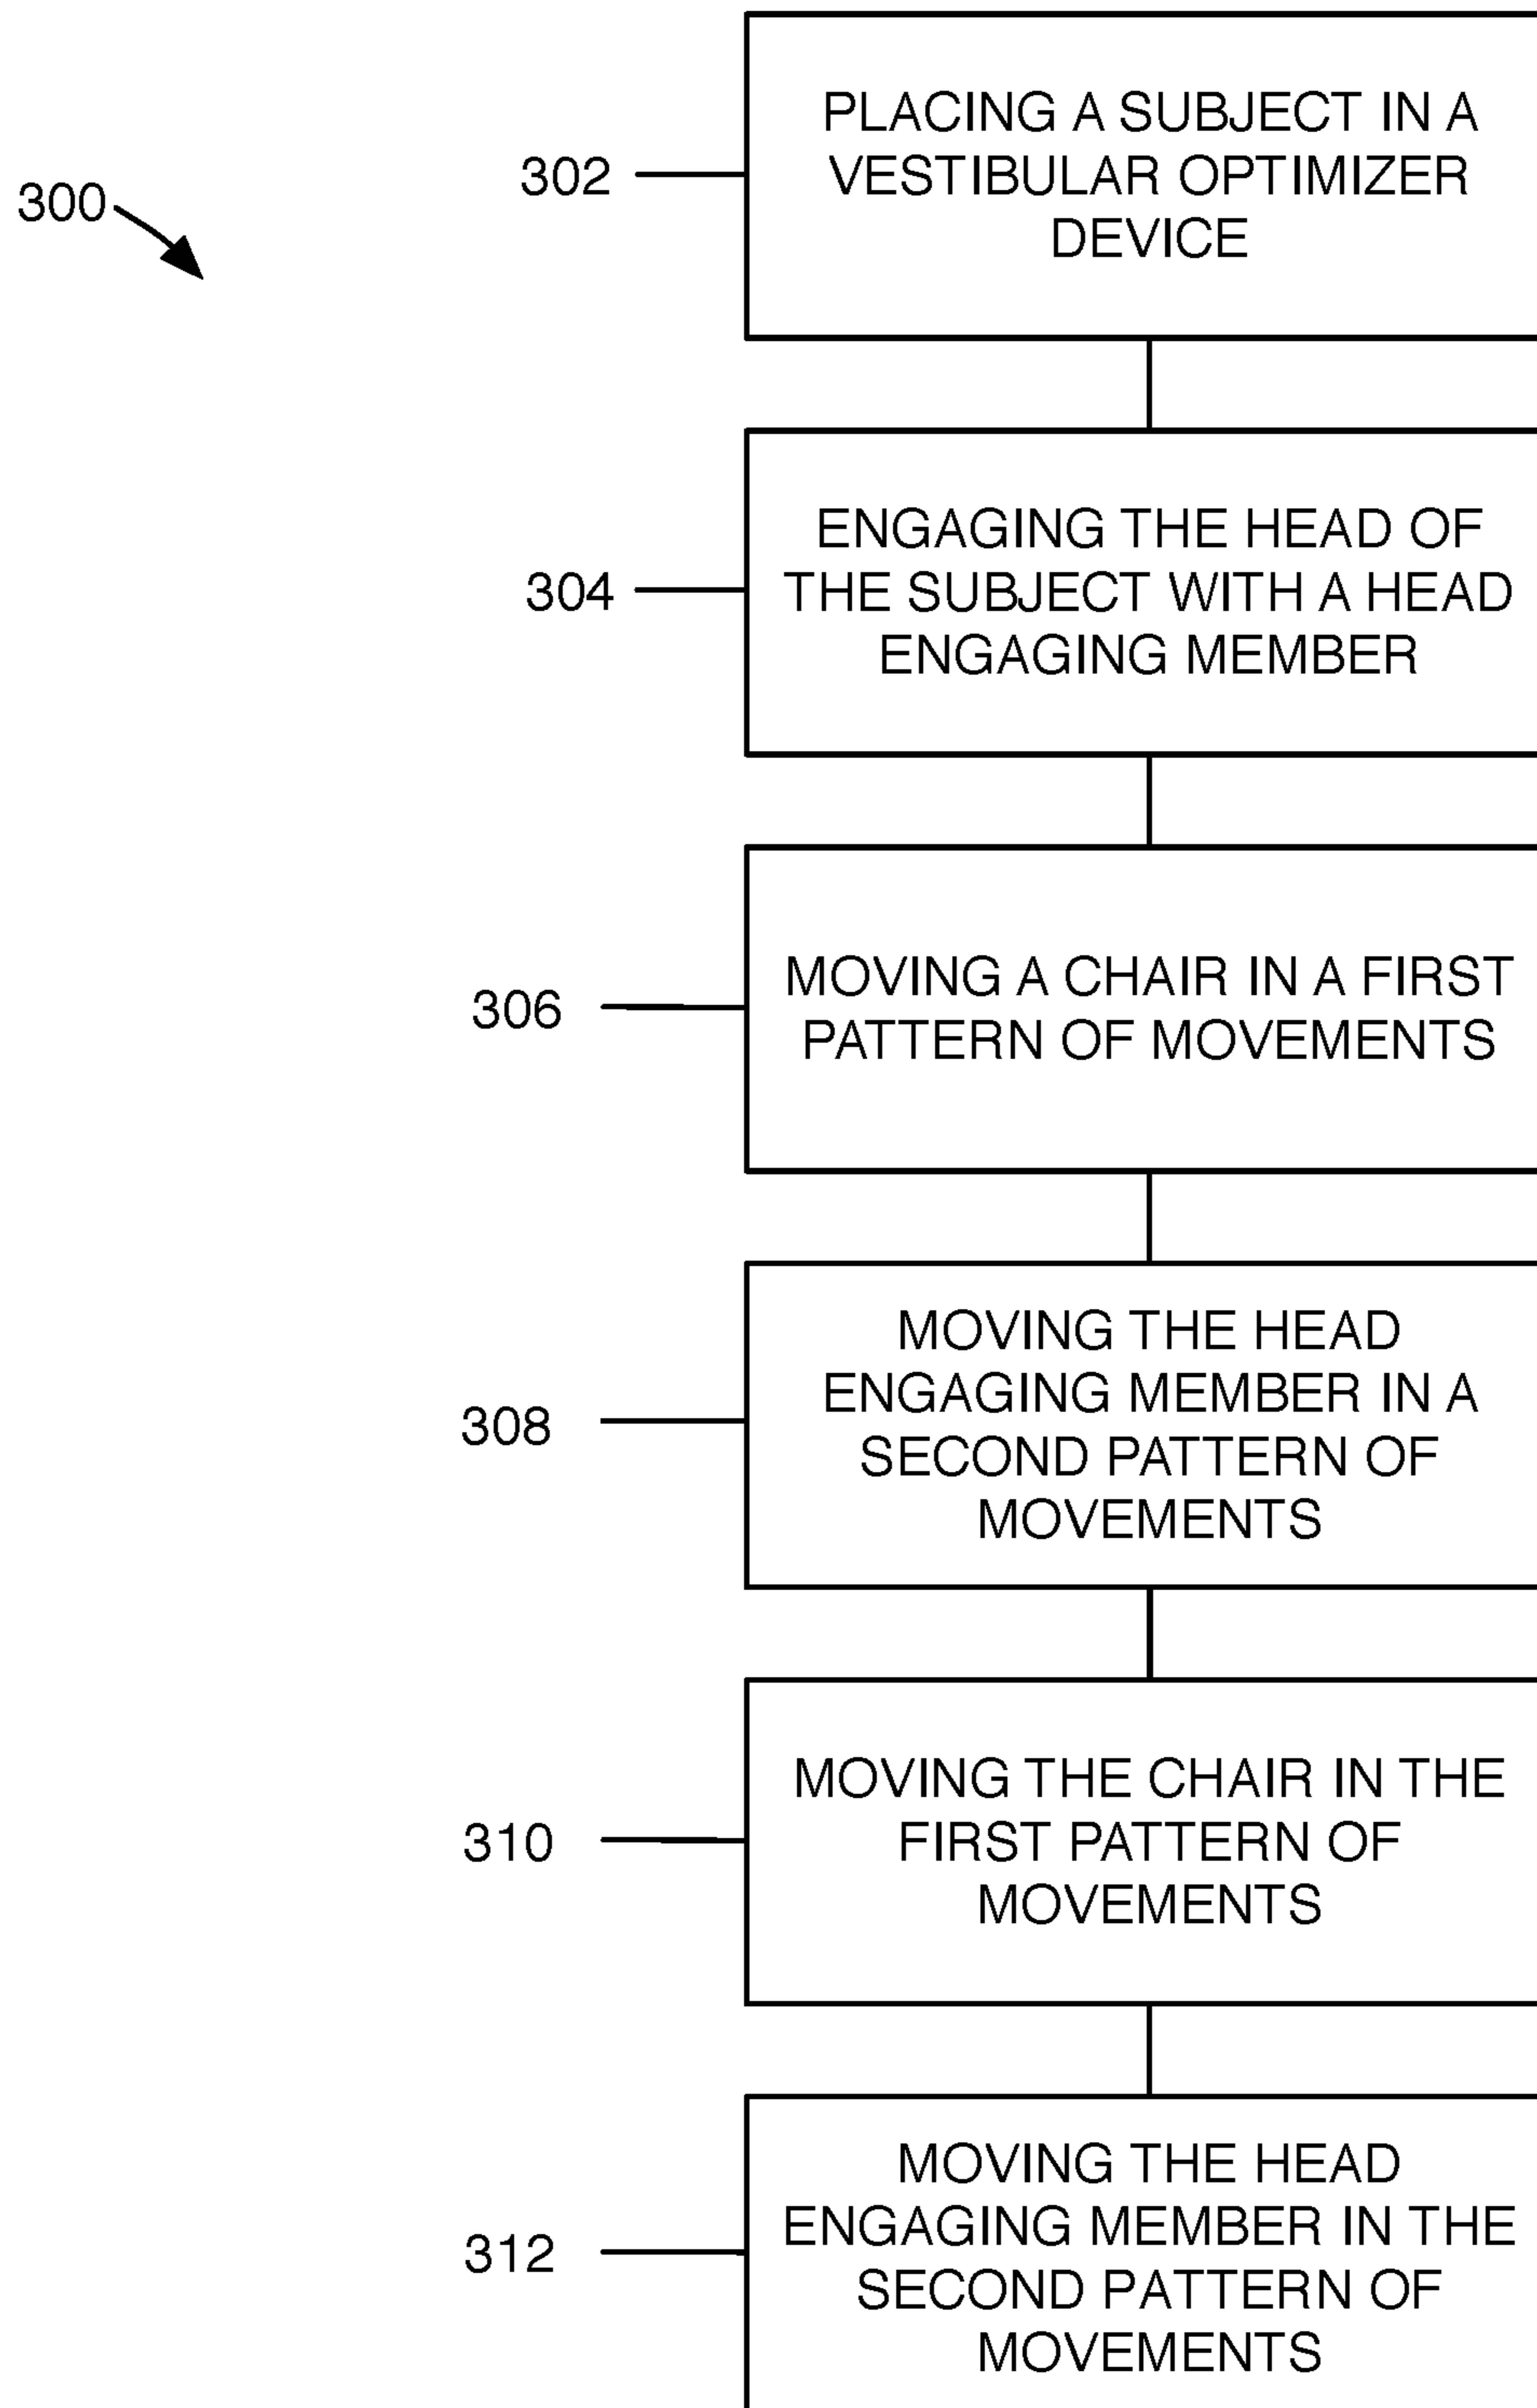 300
302
PLACING A SUBJECT IN A
VESTIBULAR OPTIMIZER
DEVICE
304
ENGAGING THE HEAD OF
THE SUBJECT WITH A HEAD
ENGAGING MEMBER
306
MOVING A CHAIR IN A FIRST
PATTERN OF MOVEMENTS
308
MOVING THE HEAD
ENGAGING MEMBER IN A
SECOND PATTERN OF
MOVEMENTS
310
MOVING THE CHAIR IN THE
FIRST PATTERN OF
MOVEMENTS
312
MOVING THE HEAD
ENGAGING MEMBER IN THE
SECOND PATTERN OF
MOVEMENTS